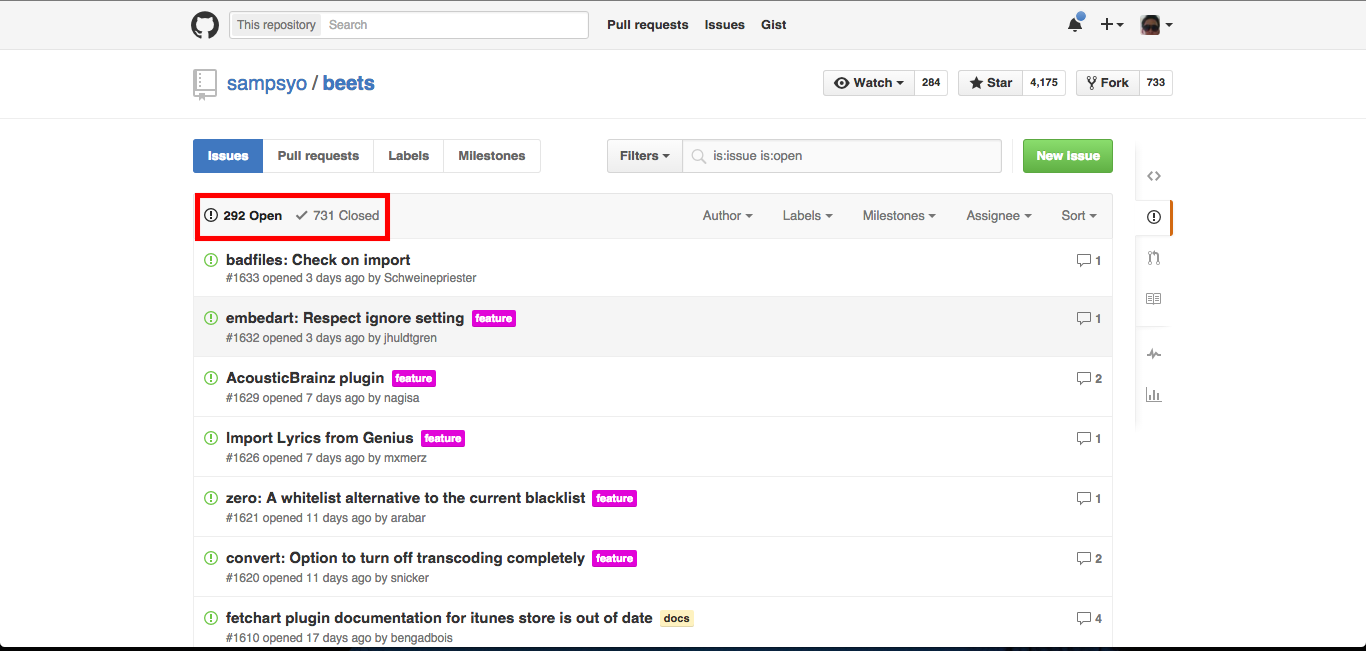 This repository Search Pull requests Issues Gist
sampsyo / beets Watch 284 Star 4,175 Fork 733
Issues Pull requests Labels Milestones Filters is:issue is:open New Issue
292 Open 731 Closed Author Labels Milestones Assignee Sort
badfiles: Check on import 1
#1633 opened 3 days ago by Schweinepriester
embedart: Respect ignore setting feature 1
#1632 opened 3 days ago by jhuldtgren
AcousticBrainz plugin feature 2
#1629 opened 7 days ago by nagisa
Import Lyrics from Genius feature 1
#1626 opened 7 days ago by mxmerz
zero: A whitelist alternative to the current blacklist feature 1
#1621 opened 11 days ago by arabar
convert: Option to turn off transcoding completely feature 2
#1620 opened 11 days ago by snicker
fetchart plugin documentation for itunes store is out of date docs 4
#1610 opened 17 days ago by bengadbois